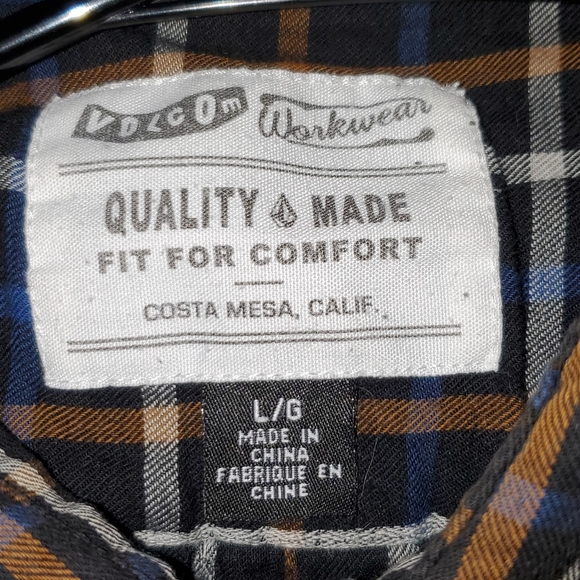 VOLCOM Workwear
QUALITY MADE
FIT FOR COMFORT
COSTA MESA, CALIF.
L/G
MADE IN
CHINA
FABRIQUE EN
CHINE